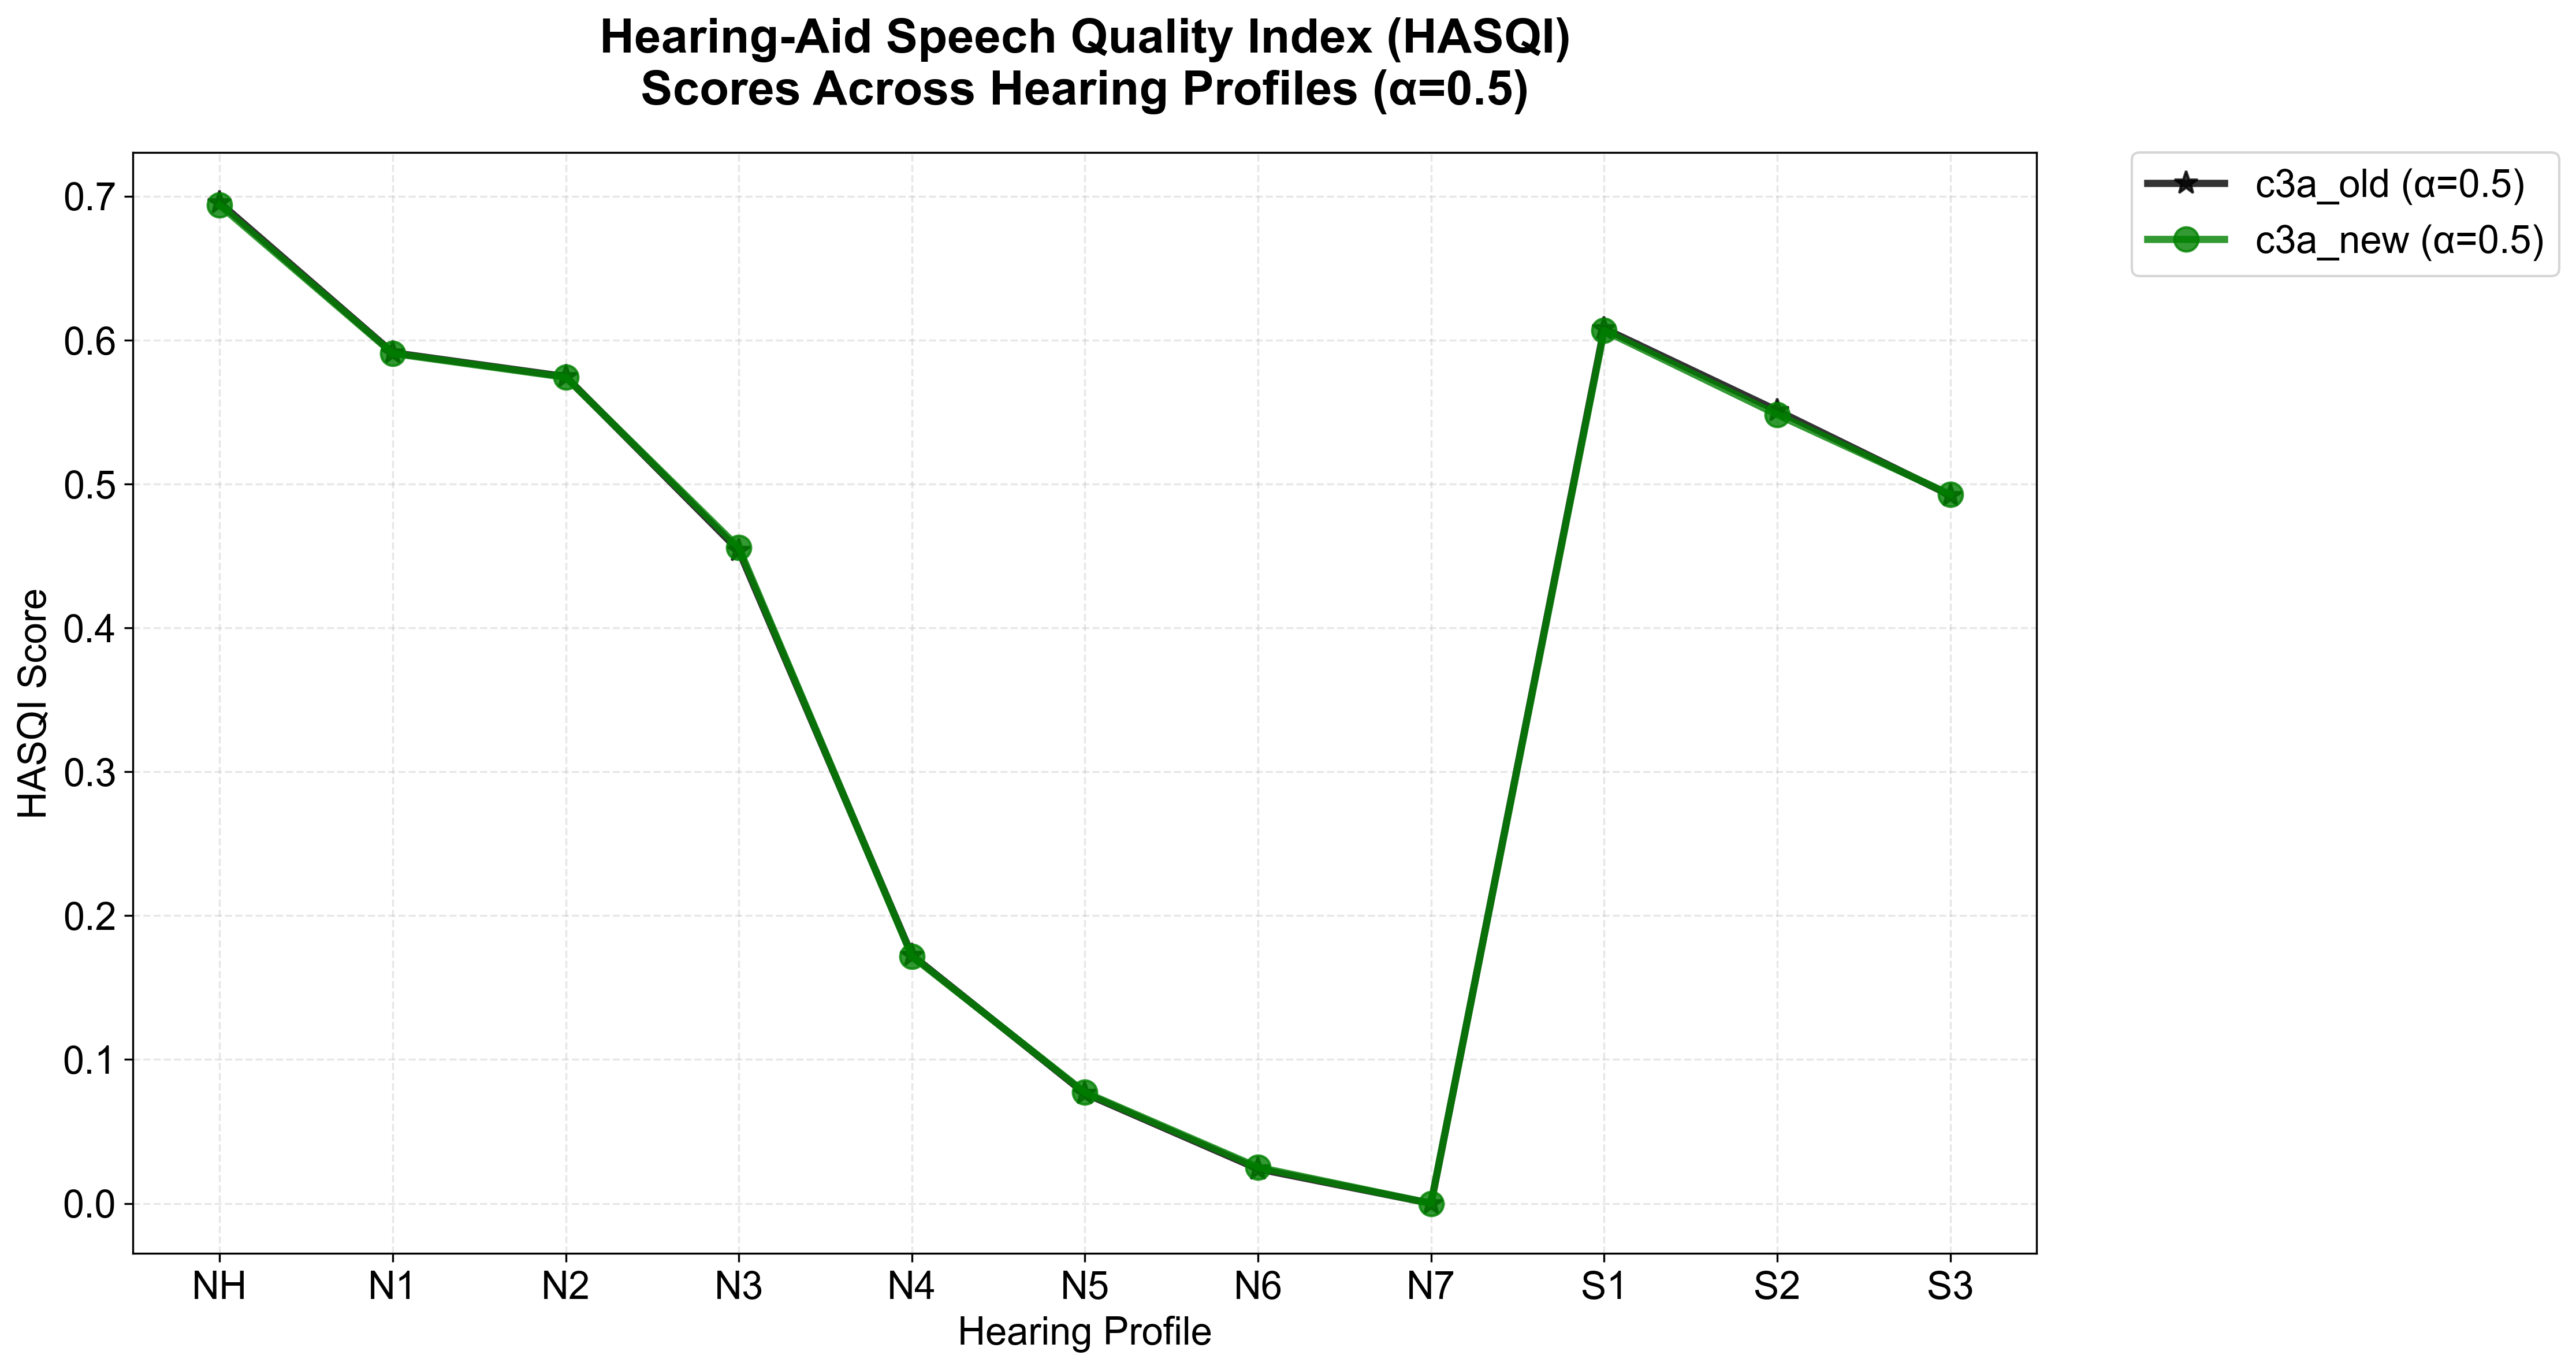 Hearing-Aid Speech Quality Index (HASQI)
Scores Across Hearing Profiles (α=0.5)
c3a_old (α=0.5)
c3a_new (α=0.5)
HASQI Score
0.7
0.6
0.5
0.4
0.3
0.2
0.1
0.0
NH N1 N2 N3 N4 N5 N6 N7 S1 S2 S3
Hearing Profile